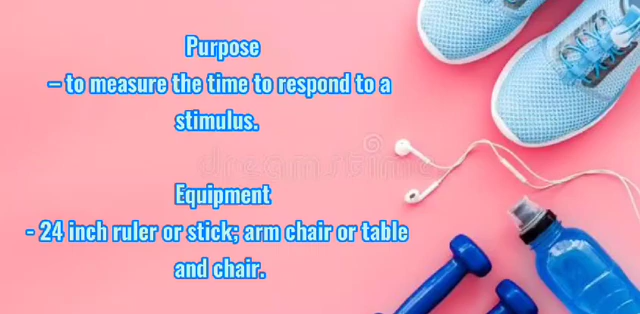 Purpose
– to measure the time to respond to a
stimulus.
dreamstime
Equipment
- 24 inch ruler or stick; arm chair or table
and chair.